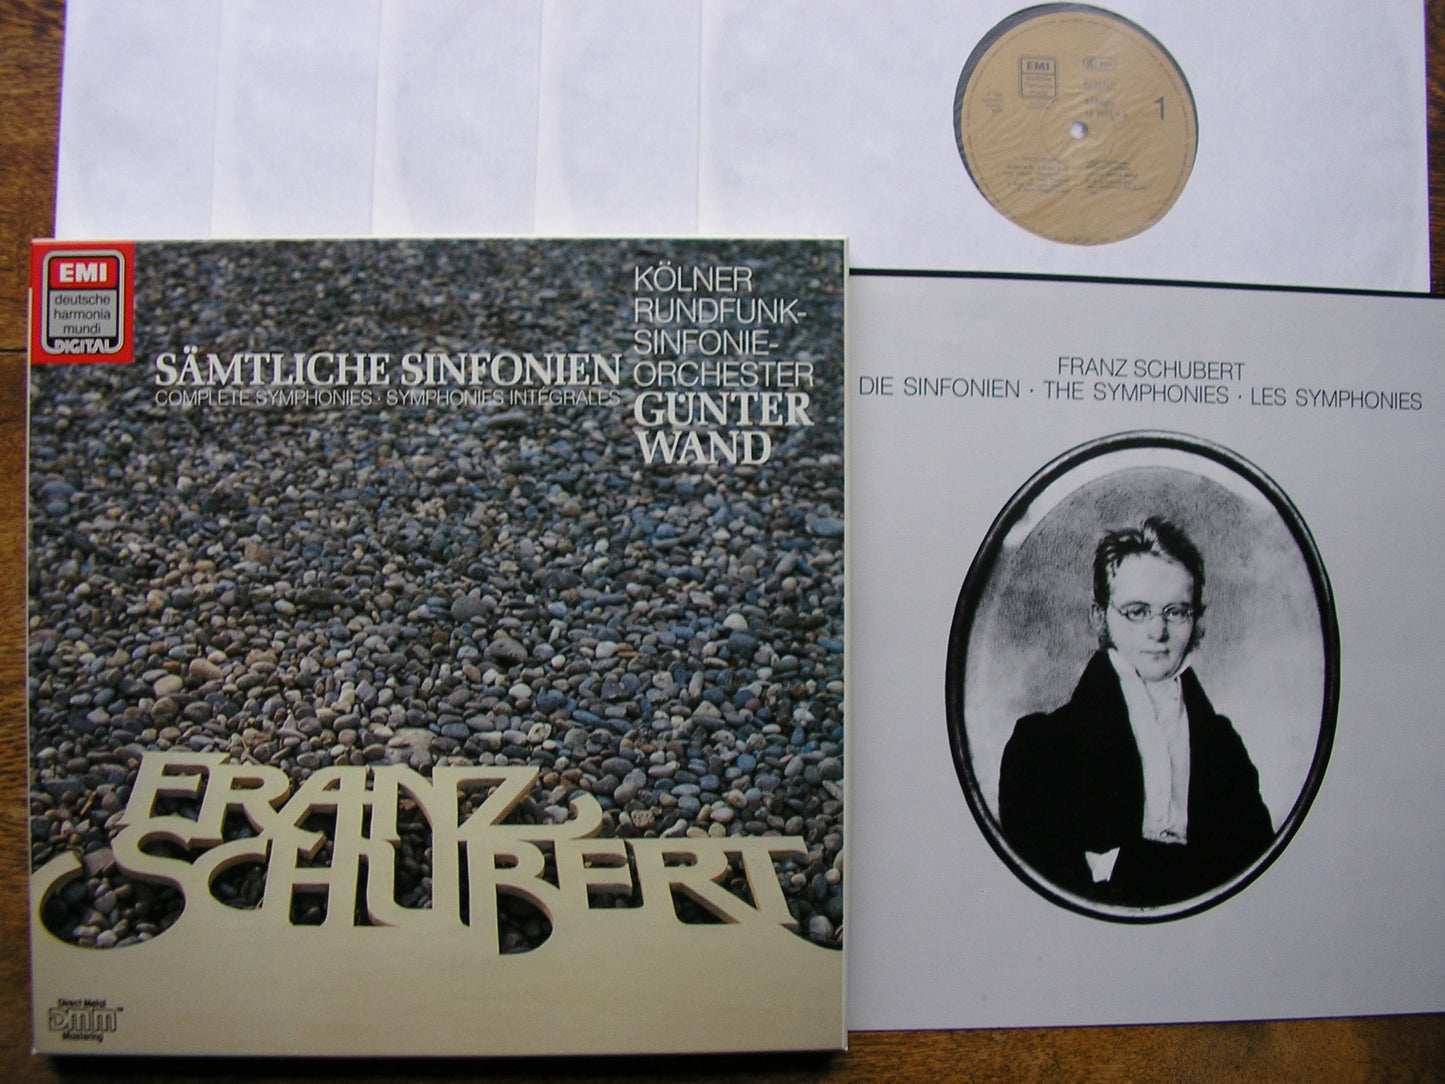 EMI
1
EMI
deutsche
harmonia
mundi
DIGITAL
SÄMTLICHE SINFONIEN
COMPLETE SYMPHONIES · SYMPHONIES INTÉGRALES
KÖLNER
RUNDFUNK-
SINFONIE-
ORCHESTER
GÜNTER
WAND
FRANZ
SCHUBERT
Direct Metal
DMM
Mastering
FRANZ SCHUBERT
DIE SINFONIEN · THE SYMPHONIES · LES SYMPHONIES